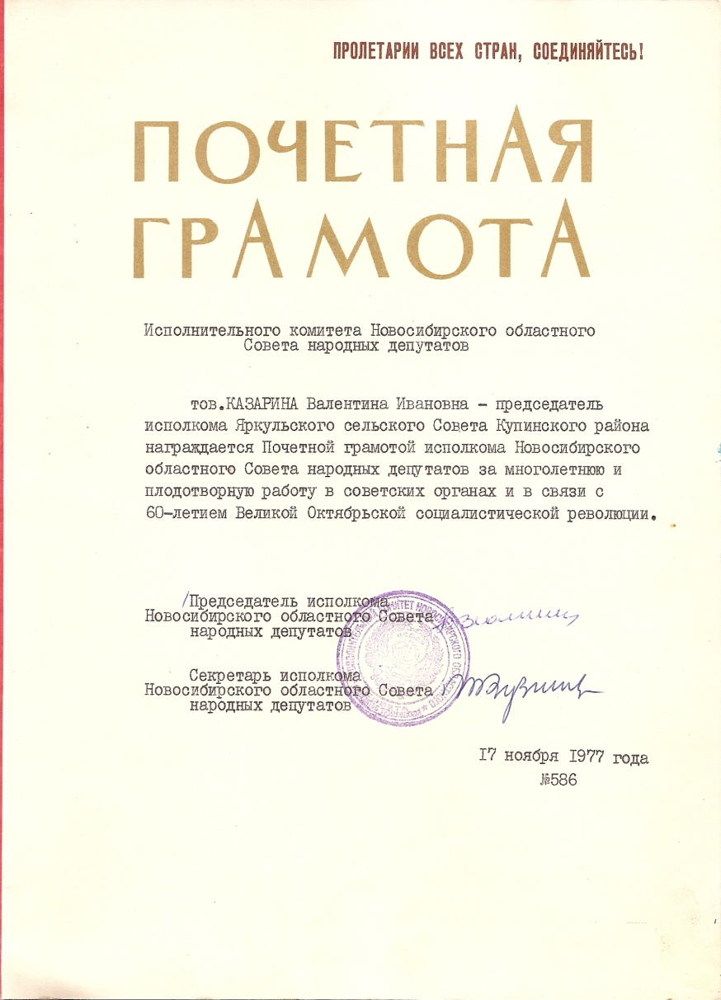 ПРОЛЕТАРИИ ВСЕХ СТРАН, СОЕДИНЯЙТЕСЬ!
ПОЧЕТНАЯ
ГРАМОТА
Исполнительного комитета Новосибирского областного
Совета народных депутатов
тов.КАЗАРИНА Валентина Ивановна – председатель
исполкома Яркульского сельского Совета Купинского района
награждается Почетной грамотой исполкома Новосибирского
областного Совета народных депутатов за многолетнюю и
плодотворную работу в советских органах и в связи с
60-летием Великой Октябрьской социалистической революции.
Председатель исполкома
Новосибирского областного Совета
народных депутатов
Секретарь исполкома
Новосибирского областного Совета
народных депутатов
17 ноября 1977 года
№586